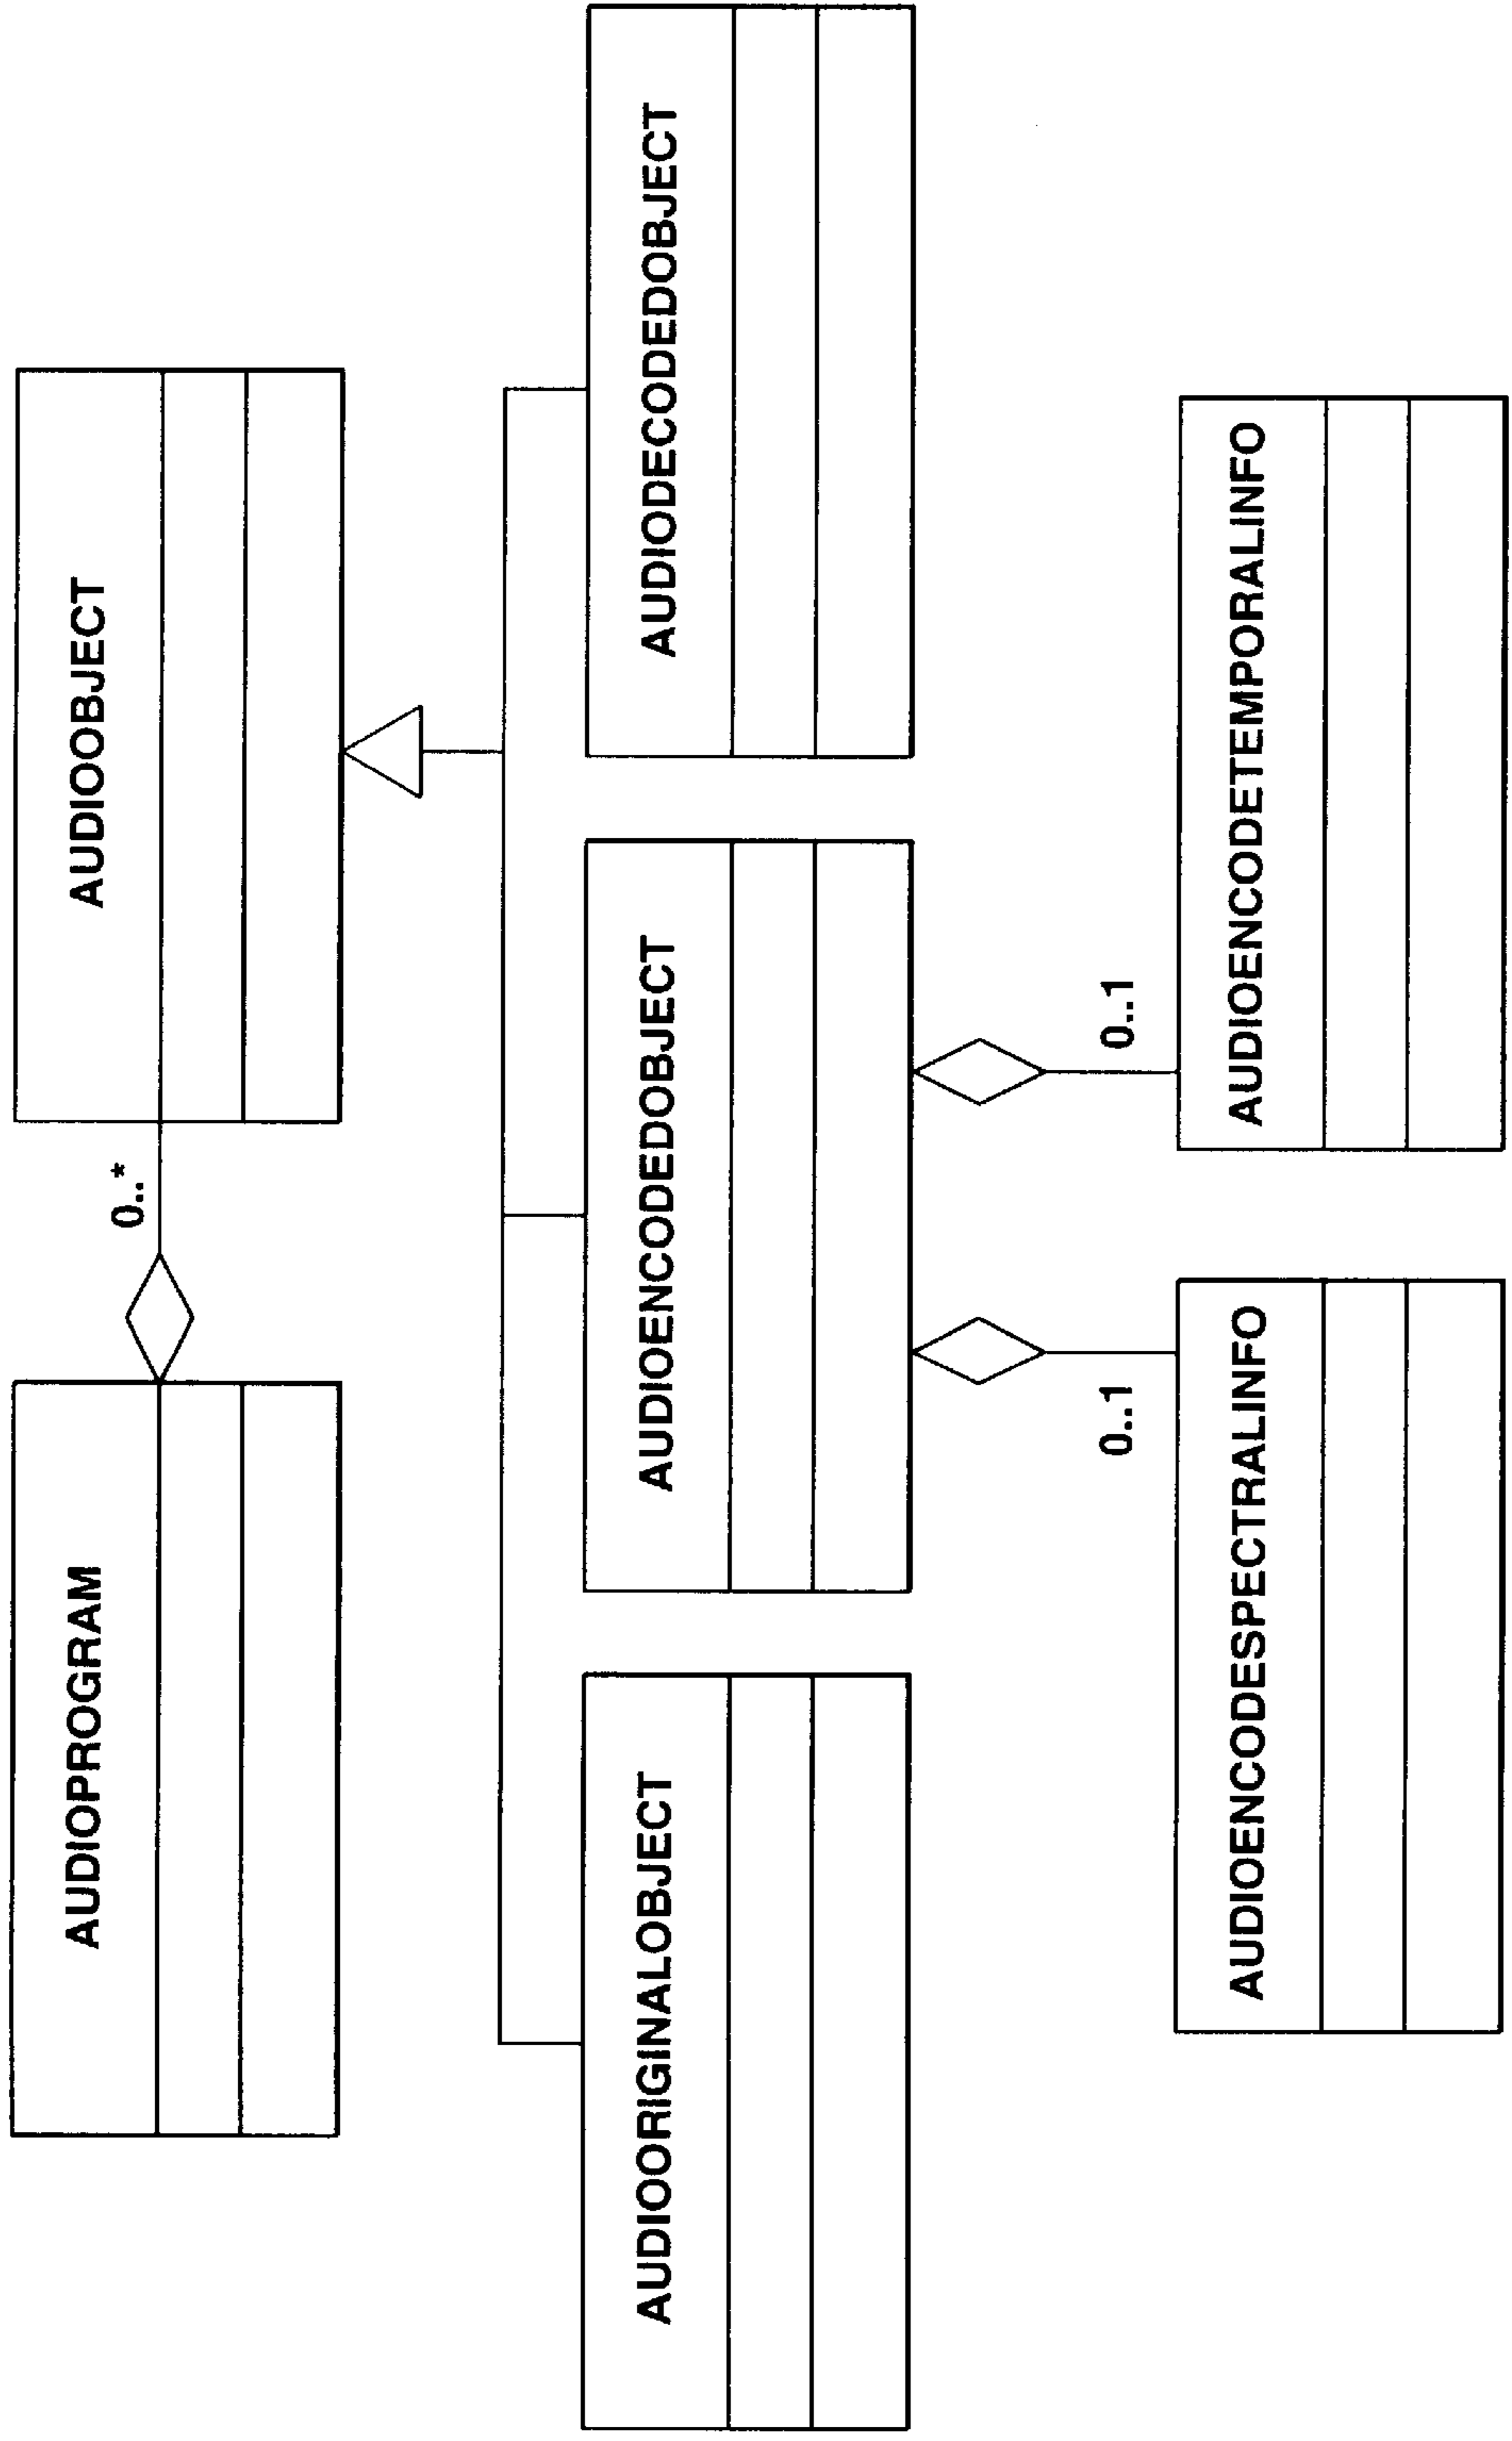 AUDIOPROGRAM
0..*
AUDIOOBJECT
AUDIOORIGINALOBJECT
AUDIOENCODEDOBJECT
AUDIODECODEDOBJECT
0..1
0..1
AUDIOENCODESPECTRALINFO
AUDIOENCODETEMPORALINFO